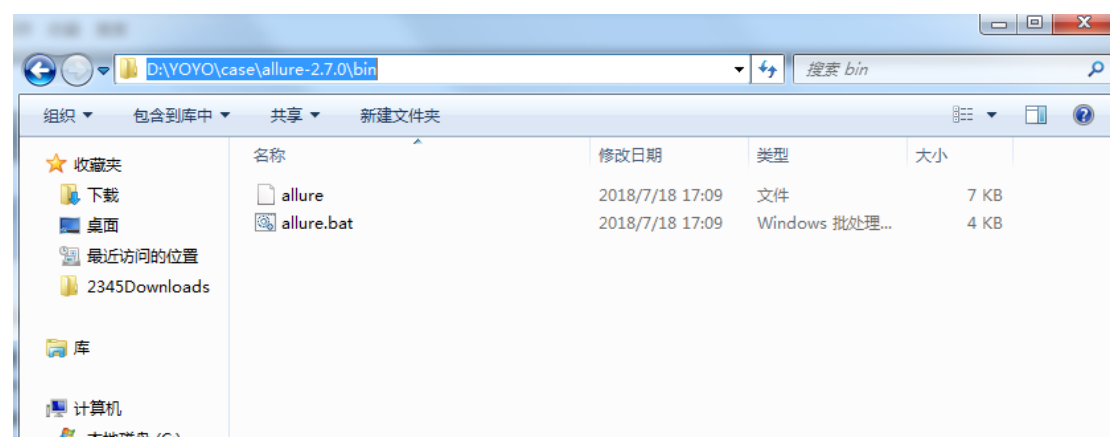 D:\YOYO\case\allure-2.7.0\bin
搜索 bin
组织 包含到库中 共享 新建文件夹
名称 修改日期 类型 大小
allure 2018/7/18 17:09 文件 7 KB
allure.bat 2018/7/18 17:09 Windows 批处理... 4 KB
收藏夹
下载
桌面
最近访问的位置
2345Downloads
库
计算机
本地磁盘 (C:)